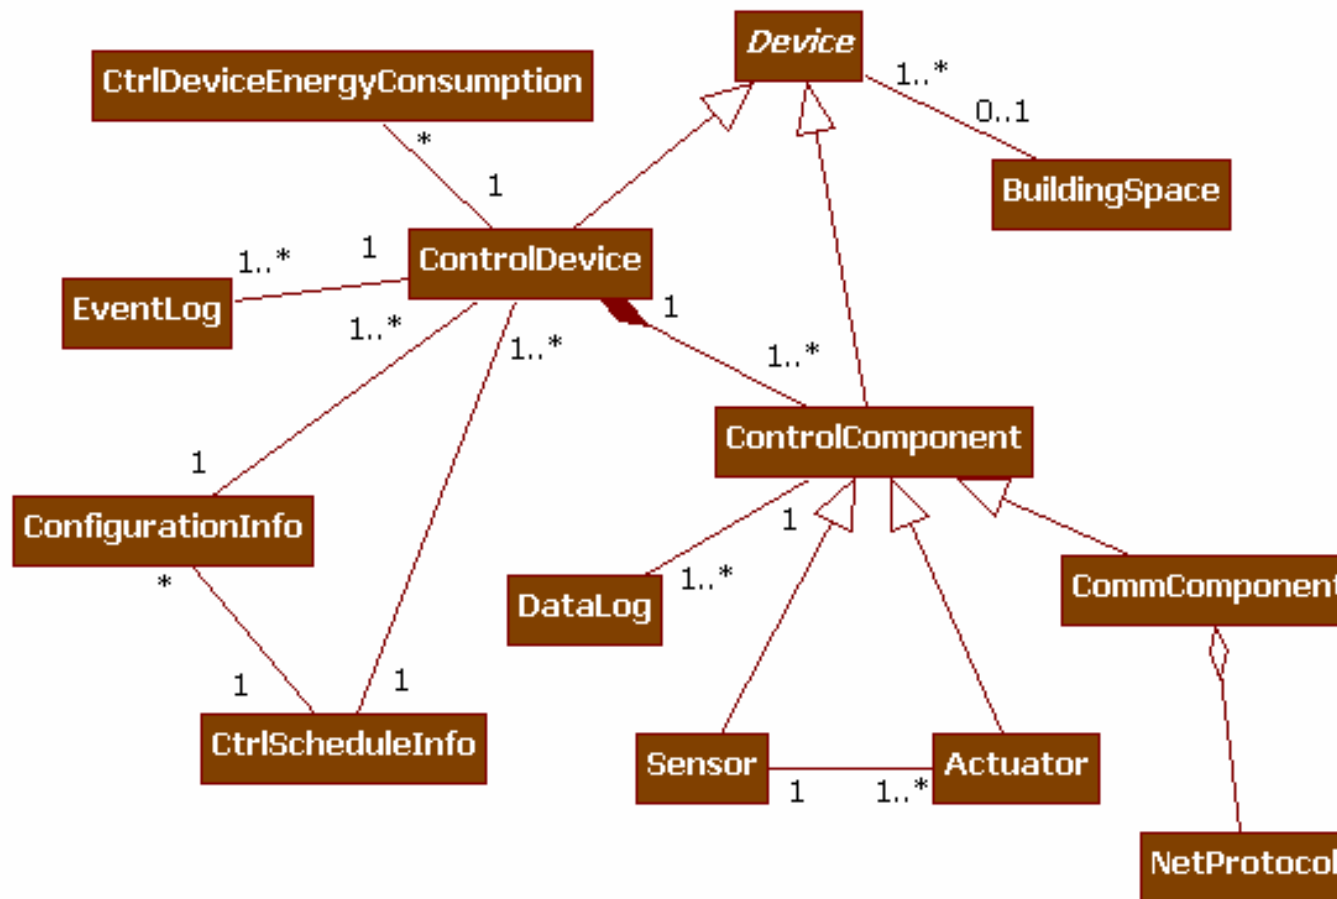 Device
CtrlDeviceEnergyConsumption
1..*
0..1
*
1
BuildingSpace
ControlDevice
1..*
1
EventLog
1
1..*
1..*
1..*
ControlComponent
1
ConfigurationInfo
1
*
1..*
DataLog
CommComponent
1
1
CtrlScheduleInfo
Sensor
Actuator
1
1..*
NetProtocol